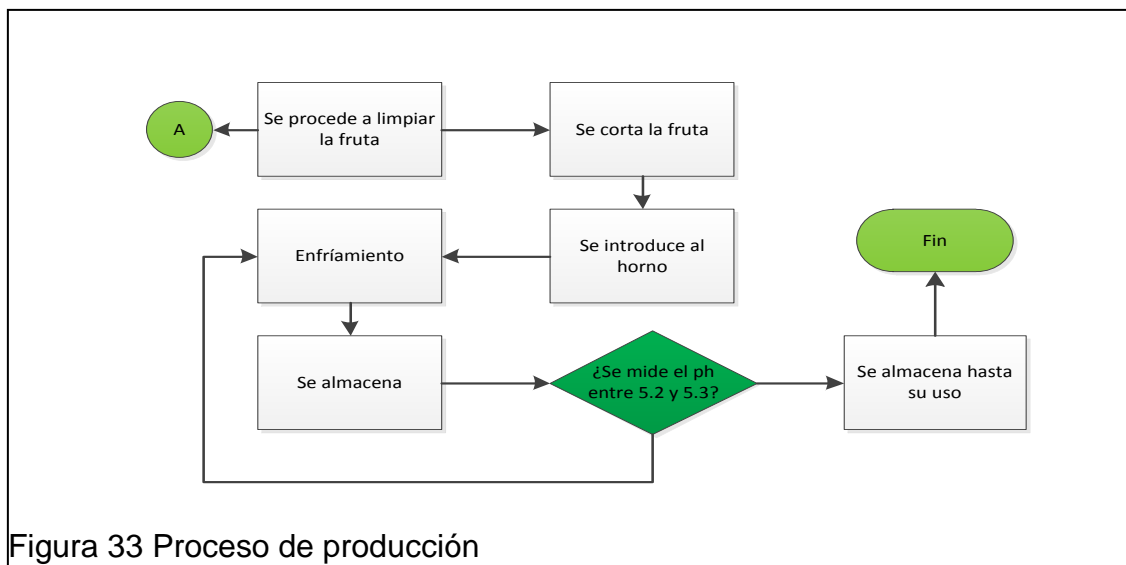 A
Se procede a limpiar
la fruta
Se corta la fruta
Enfríamiento
Se introduce al
horno
Fin
Se almacena
¿Se mide el ph
entre 5.2 y 5.3?
Se almacena hasta
su uso
Figura 33 Proceso de producción